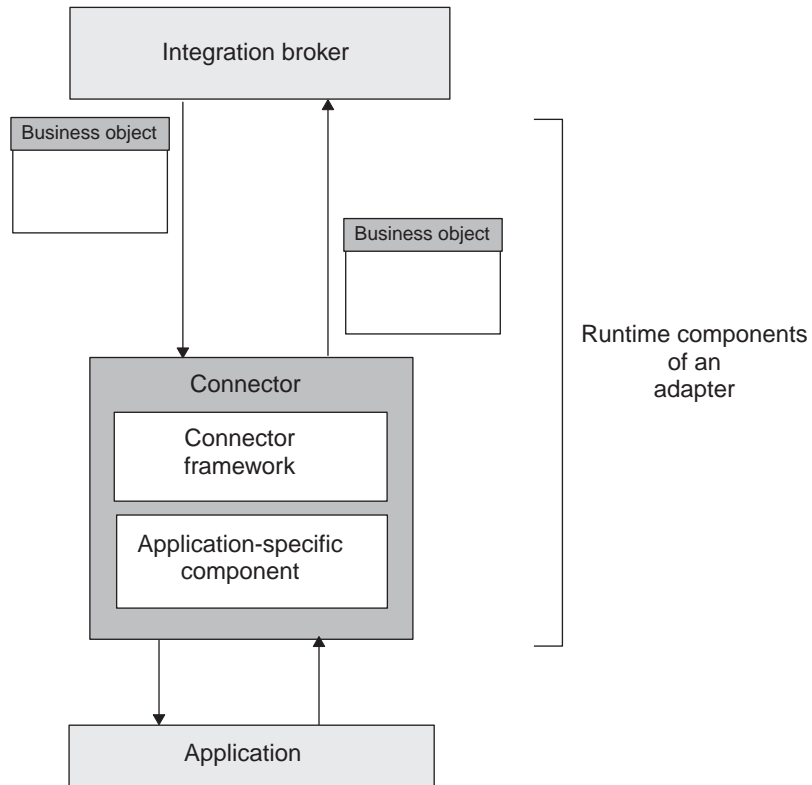 Integration broker
Business object
Business object
Runtime components
of an
adapter
Connector
Connector
framework
Application-specific
component
Application